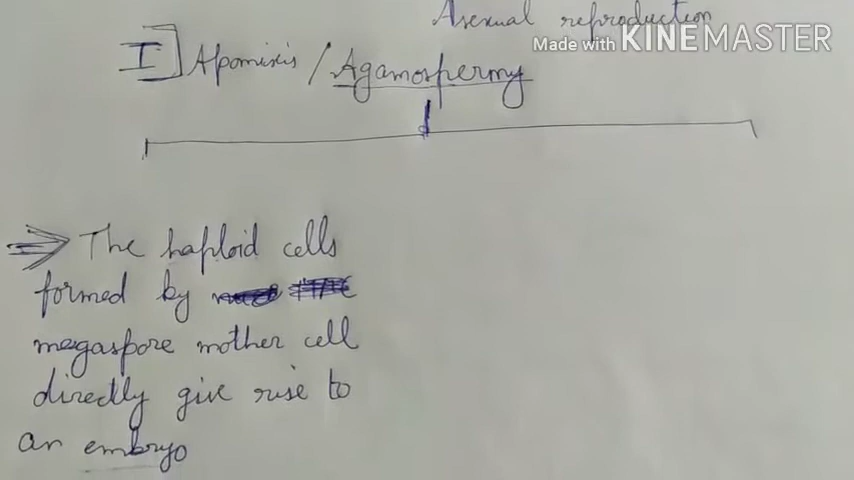 Asexual reproduction
Made with KINEMASTER
I] Apomixis / Agamospermy
The haploid cells
formed by
megaspore mother cell
directly give rise to
an embryo